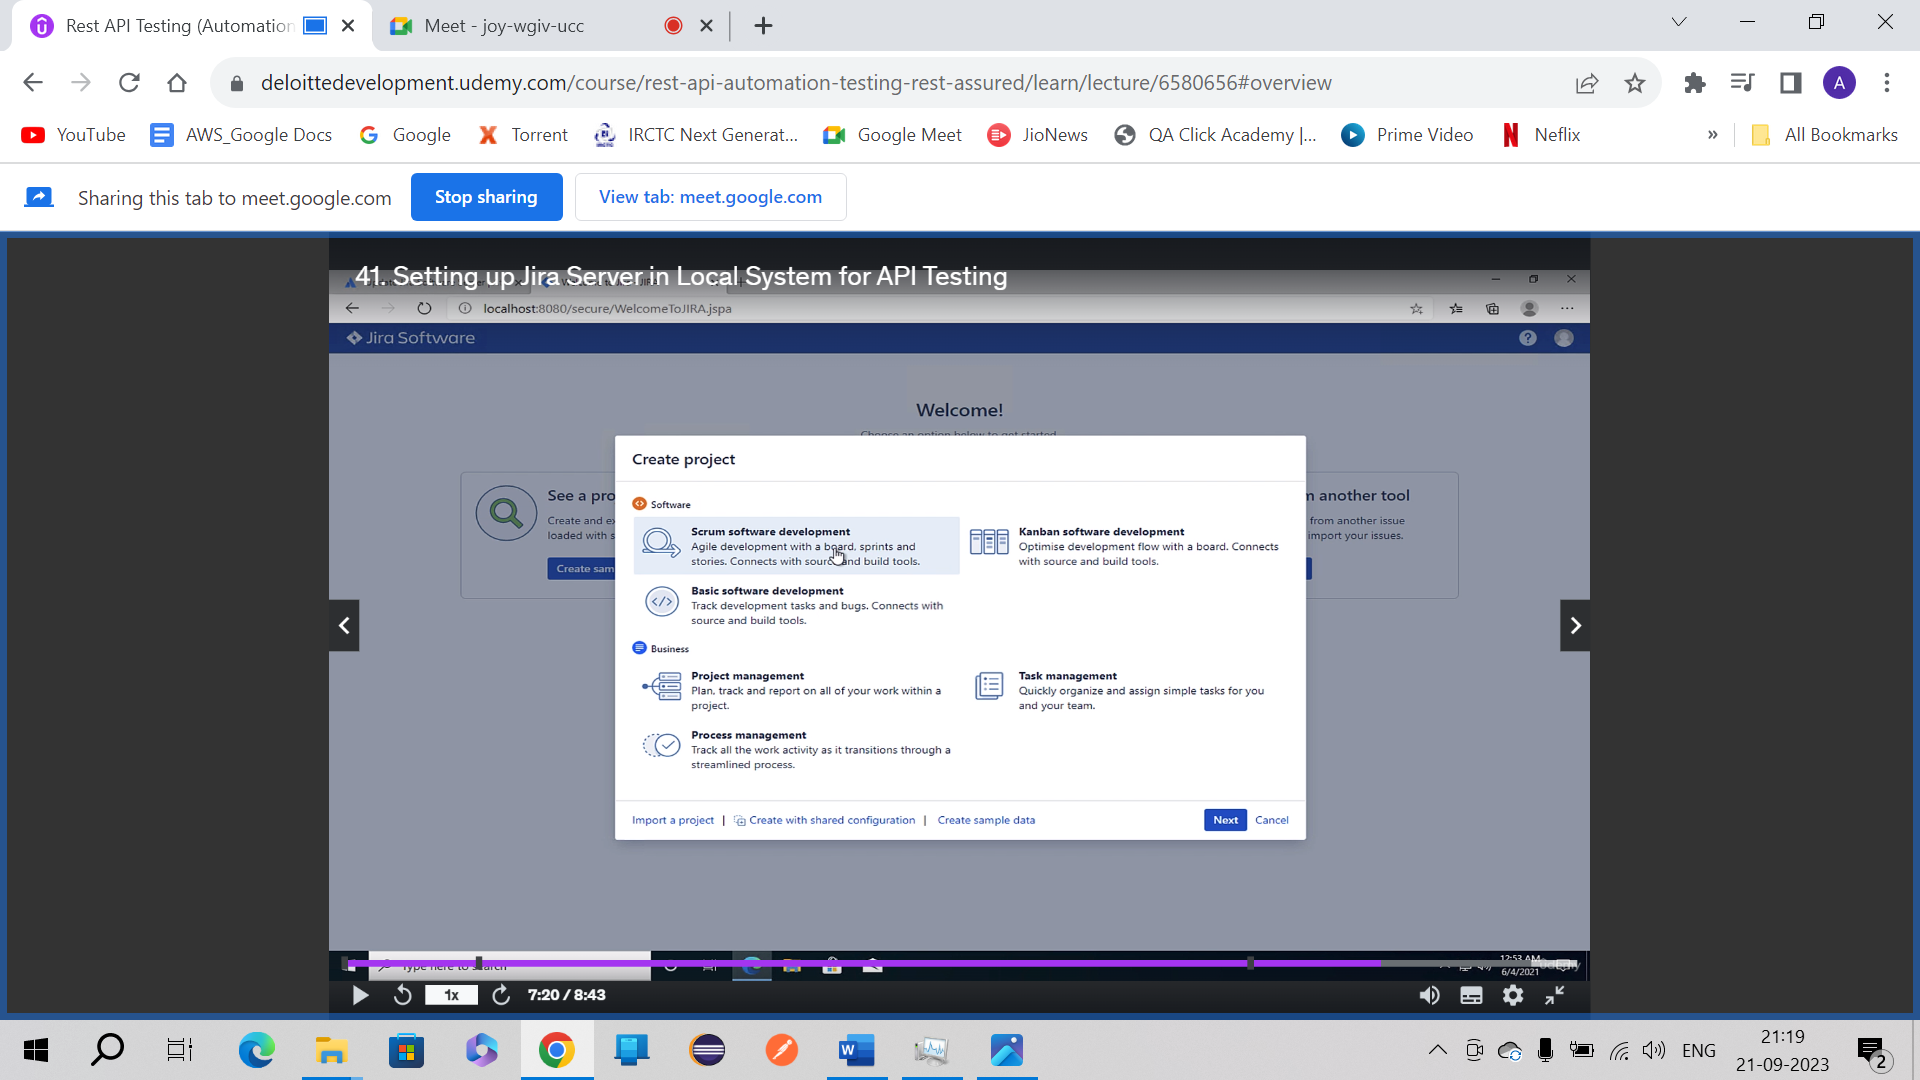 Rest API Testing (Automation
Meet - joy-wgiv-ucc
deloittedevelopment.udemy.com/course/rest-api-automation-testing-rest-assured/learn/lecture/6580656#overview
A
YouTube
AWS_Google Docs
Google
Torrent
IRCTC Next Generat...
Google Meet
JioNews
QA Click Academy |...
Prime Video
Neflix
»
All Bookmarks
Sharing this tab to meet.google.com
Stop sharing
View tab: meet.google.com
41. Setting up Jira Server in Local System for API Testing
localhost:8080/secure/WelcomeToJIRA.jspa
Jira Software
Welcome!
Choose an option below to get started
See a pro
Create and ex
loaded with s
Create sam
n another tool
from another issue
import your issues.
Create project
Software
Scrum software development
Agile development with a board, sprints and
stories. Connects with source and build tools.
Kanban software development
Optimise development flow with a board. Connects
with source and build tools.
Basic software development
Track development tasks and bugs. Connects with
source and build tools.
Business
Project management
Plan, track and report on all of your work within a
project.
Task management
Quickly organize and assign simple tasks for you
and your team.
Process management
Track all the work activity as it transitions through a
streamlined process.
Import a project | Create with shared configuration | Create sample data
Next
Cancel
Type here to search
12:53 AM
6/4/2021
1x
7:20 / 8:43
ENG
21:19
21-09-2023
2